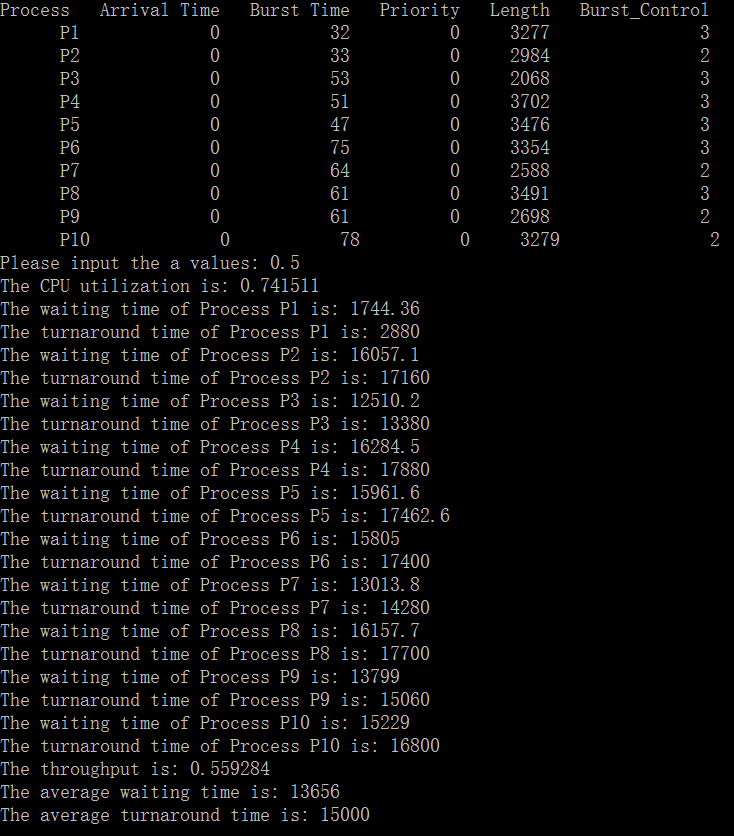 Process   Arrival Time   Burst Time   Priority   Length   Burst_Control
      P1             0           32          0     3277               3
      P2             0           33          0     2984               2
      P3             0           53          0     2068               3
      P4             0           51          0     3702               3
      P5             0           47          0     3476               3
      P6             0           75          0     3354               3
      P7             0           64          0     2588               2
      P8             0           61          0     3491               3
      P9             0           61          0     2698               2
      P10             0           78          0     3279               2
Please input the a values: 0.5
The CPU utilization is: 0.741511
The waiting time of Process P1 is: 1744.36
The turnaround time of Process P1 is: 2880
The waiting time of Process P2 is: 16057.1
The turnaround time of Process P2 is: 17160
The waiting time of Process P3 is: 12510.2
The turnaround time of Process P3 is: 13380
The waiting time of Process P4 is: 16284.5
The turnaround time of Process P4 is: 17880
The waiting time of Process P5 is: 15961.6
The turnaround time of Process P5 is: 17462.6
The waiting time of Process P6 is: 15805
The turnaround time of Process P6 is: 17400
The waiting time of Process P7 is: 13013.8
The turnaround time of Process P7 is: 14280
The waiting time of Process P8 is: 16157.7
The turnaround time of Process P8 is: 17700
The waiting time of Process P9 is: 13799
The turnaround time of Process P9 is: 15060
The waiting time of Process P10 is: 15229
The turnaround time of Process P10 is: 16800
The throughput is: 0.559284
The average waiting time is: 13656
The average turnaround time is: 15000